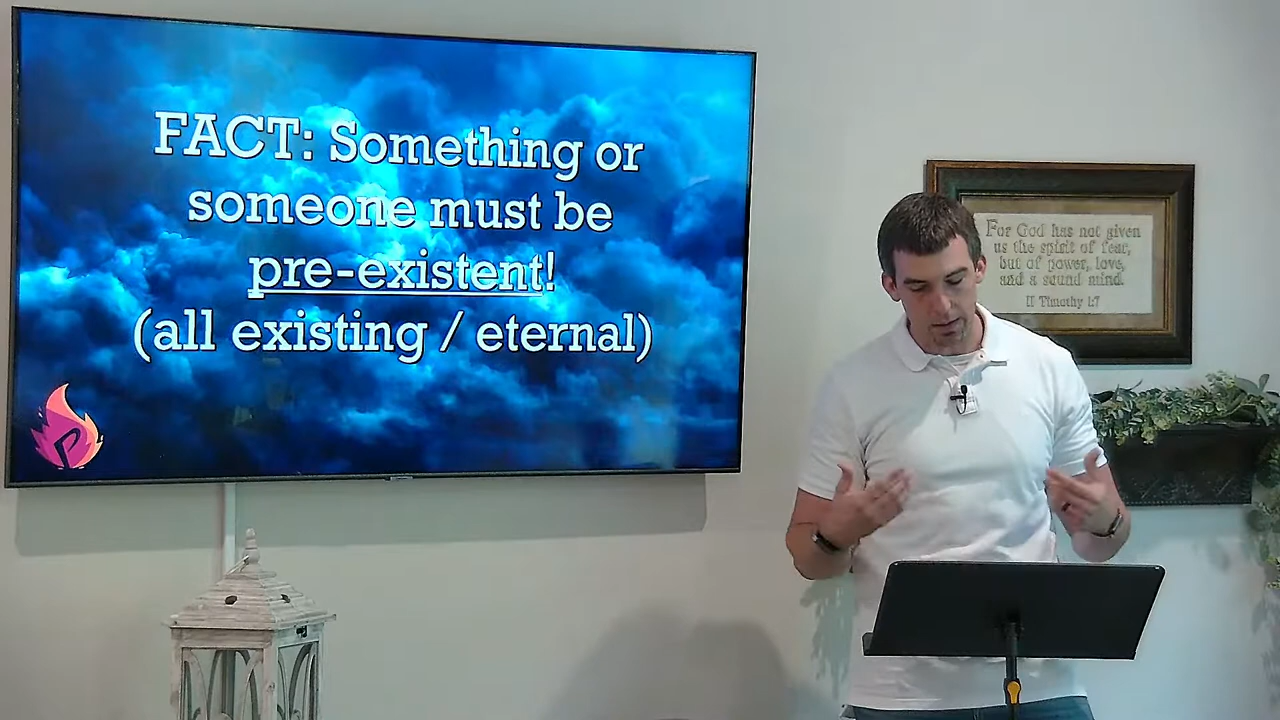 FACT: Something or
someone must be
pre-existent!
(all existing / eternal)
P
For God has not given
us the spirit of fear,
but of power, love,
and a sound mind.
II Timothy 1:7